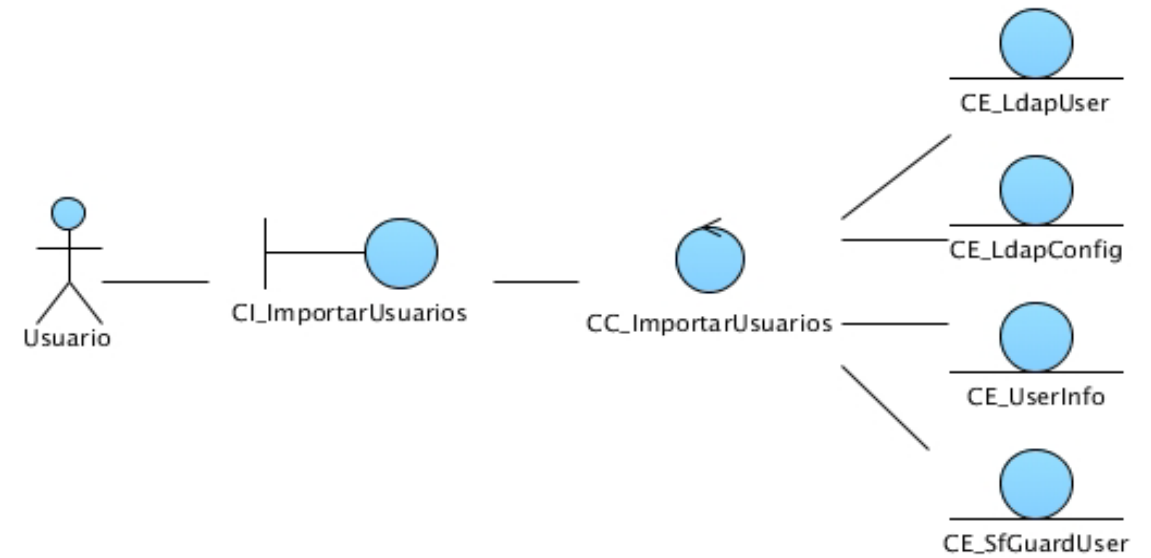 CE_LdapUser
CE_LdapConfig
Usuario
CI_ImportarUsuarios
CC_ImportarUsuarios
CE_UserInfo
CE_SfGuardUser